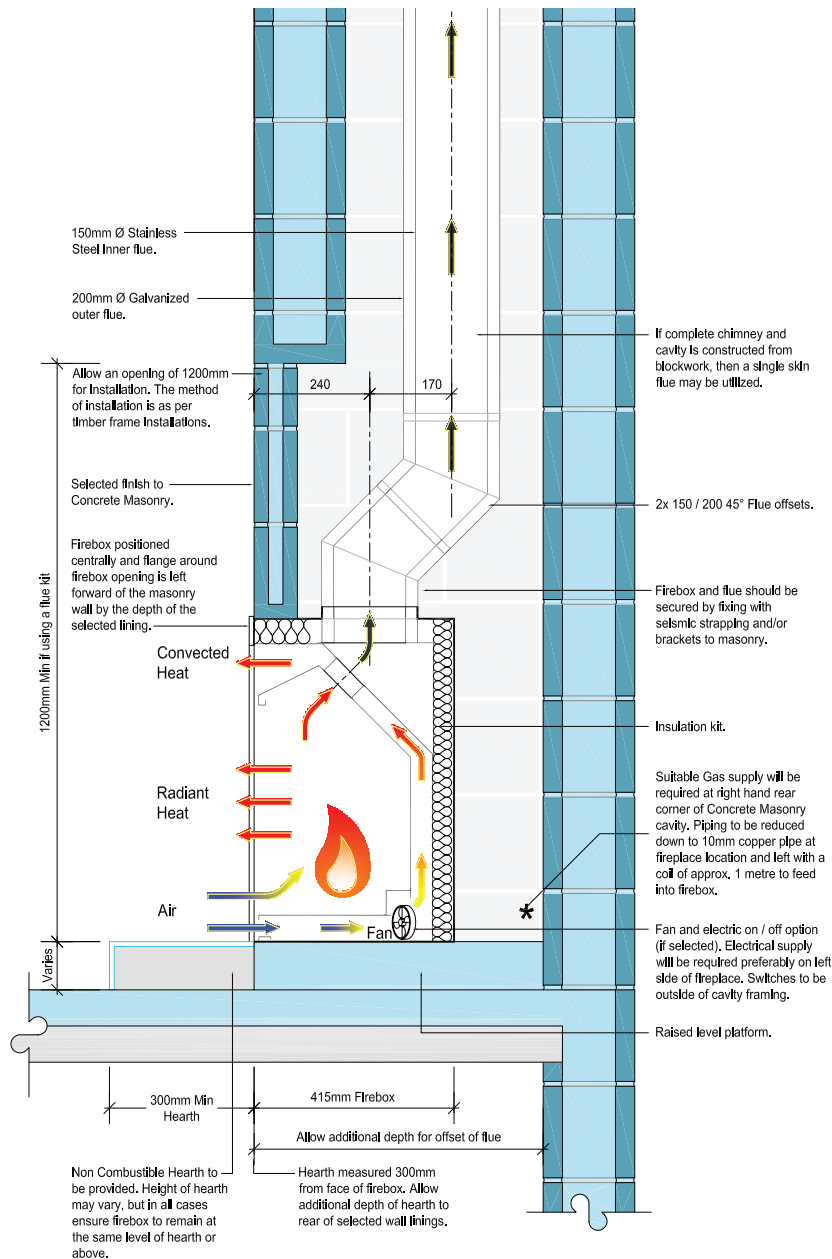 150mm Ø Stainless
Steel Inner flue.
200mm Ø Galvanized
outer flue.
Allow an opening of 1200mm
for Installation. The method
of installation is as per
timber frame Installations.
240
170
If complete chimney and
cavity is constructed from
blockwork, then a single skin
flue may be utilized.
Selected finish to
Concrete Masonry.
2x 150 / 200 45° Flue offsets.
Firebox positioned
centrally and flange around
firebox opening is left
forward of the masonry
wall by the depth of the
selected lining.
Firebox and flue should be
secured by fixing with
seismic strapping and/or
brackets to masonry.
1200mm Min if using a flue kit
Convected
Heat
Insulation kit.
Radiant
Heat
Suitable Gas supply will be
required at right hand rear
corner of Concrete Masonry
cavity. Piping to be reduced
down to 10mm copper pipe at
fireplace location and left with a
coil of approx. 1 metre to feed
into firebox.
*
Air
Fan
Fan and electric on / off option
(if selected). Electrical supply
will be required preferably on left
side of fireplace. Switches to be
outside of cavity framing.
Varies
Raised level platform.
300mm Min
Hearth
415mm Firebox
Allow additional depth for offset of flue
Non Combustible Hearth to
be provided. Height of hearth
may vary, but in all cases
ensure firebox to remain at
the same level of hearth or
above.
Hearth measured 300mm
from face of firebox. Allow
additional depth of hearth to
rear of selected wall linings.